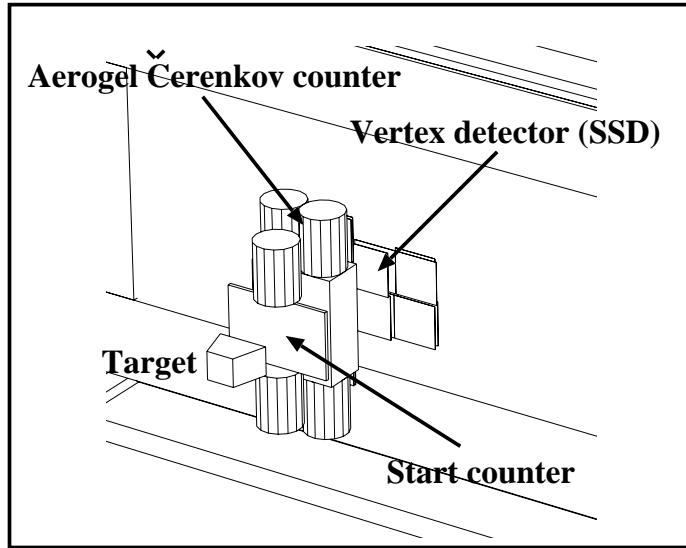 Aerogel Čerenkov counter
Vertex detector (SSD)
Target
Start counter